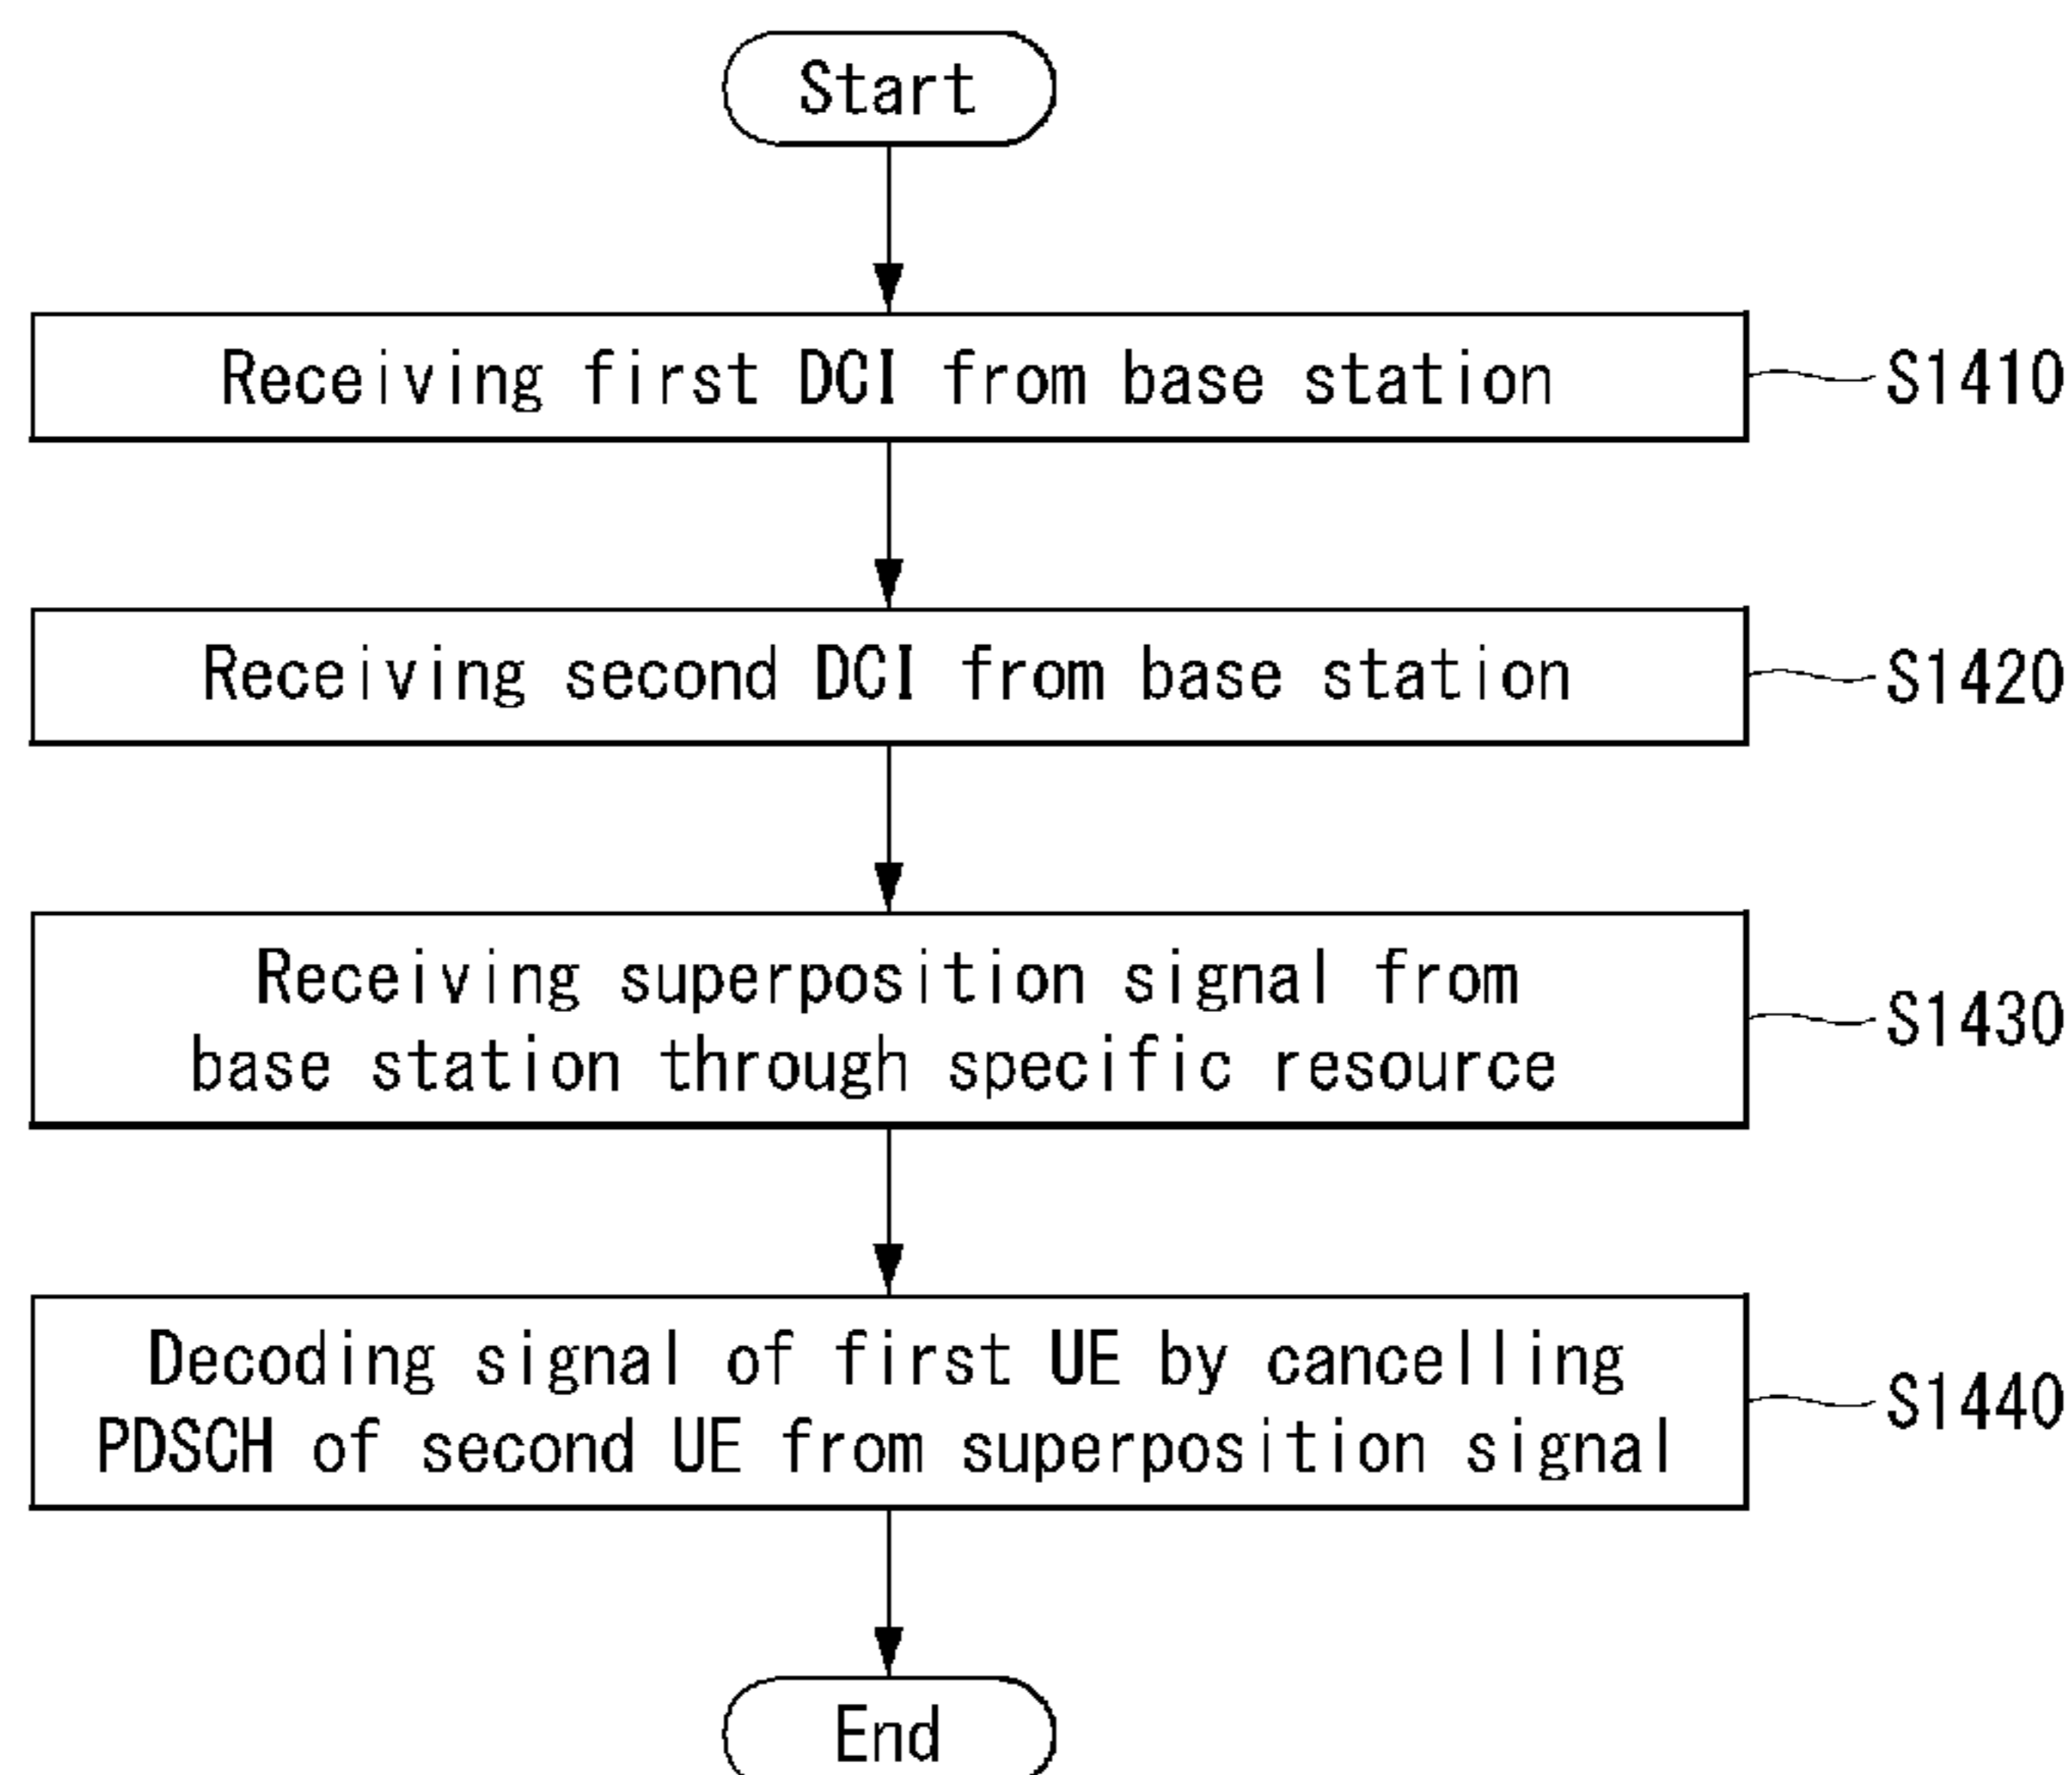 Start
Receiving first DCI from base station
S1410
Receiving second DCI from base station
S1420
Receiving superposition signal from
base station through specific resource
S1430
Decoding signal of first UE by cancelling
PDSCH of second UE from superposition signal
S1440
End